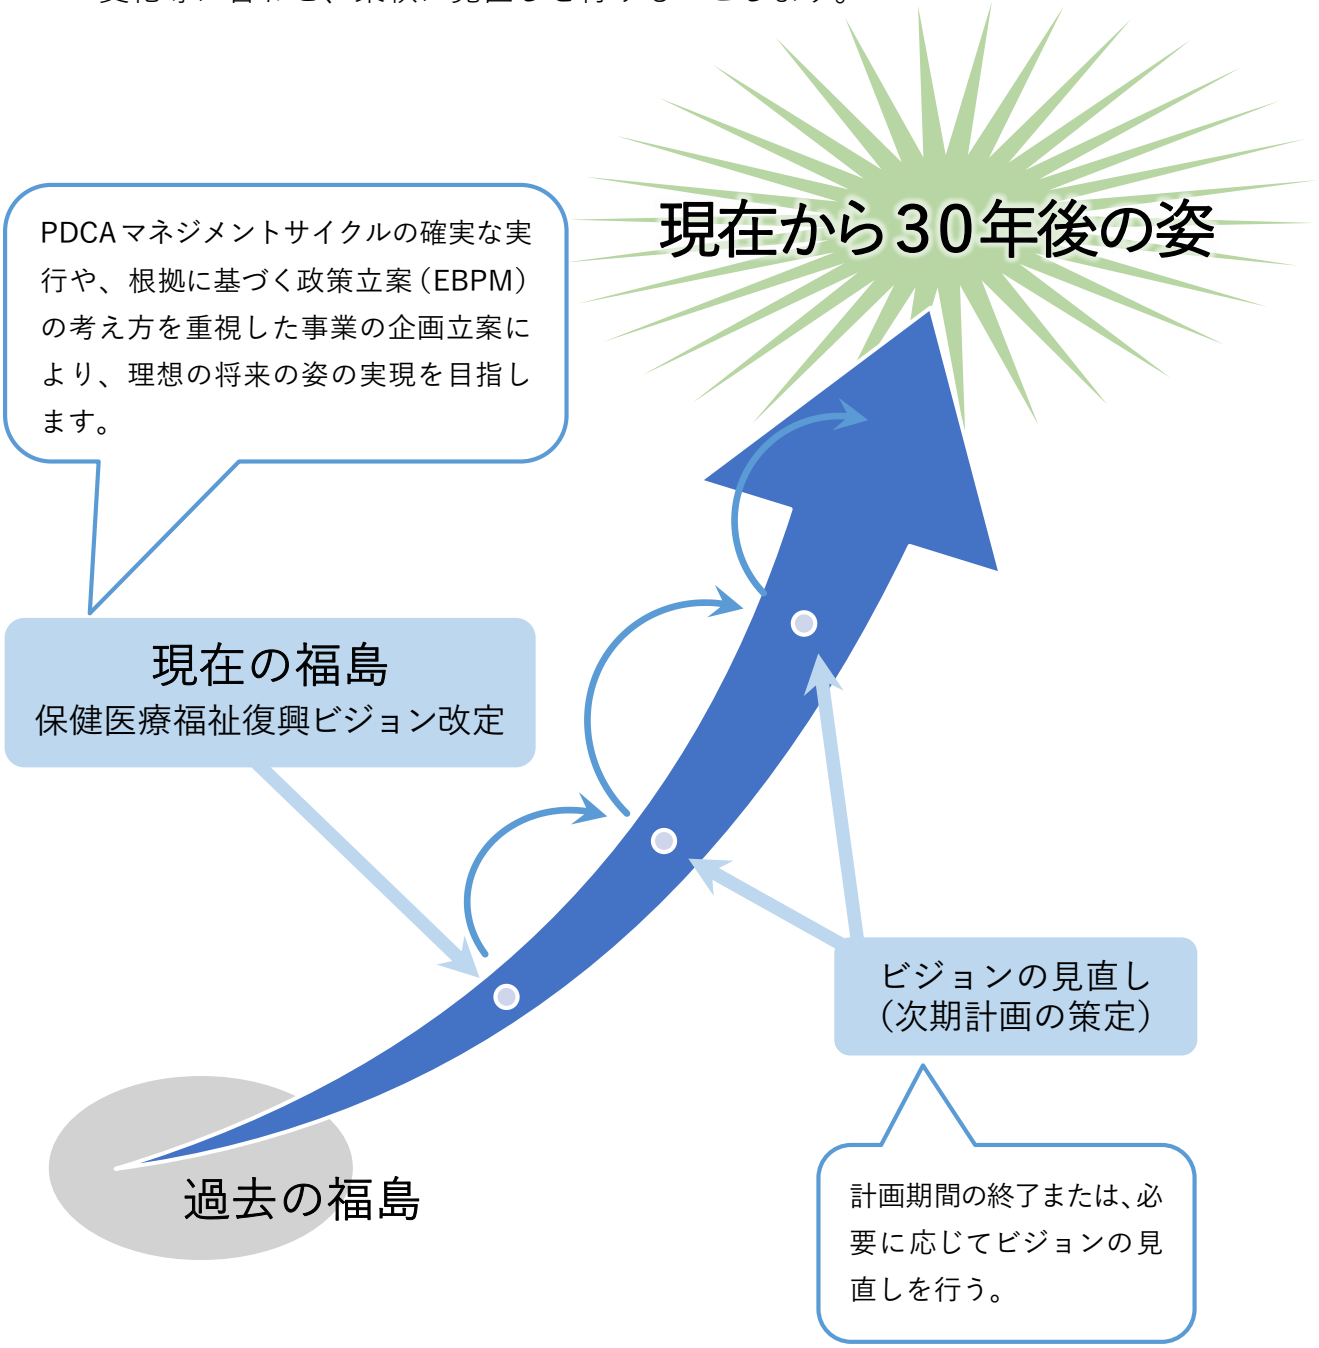 現在から30年後の姿
PDCAマネジメントサイクルの確実な実
行や、根拠に基づく政策立案(EBPM)
の考え方を重視した事業の企画立案に
より、理想の将来の姿の実現を目指し
ます。
現在の福島
保健医療福祉復興ビジョン改定
ビジョンの見直し
(次期計画の策定)
過去の福島
計画期間の終了または、必
要に応じてビジョンの見
直しを行う。